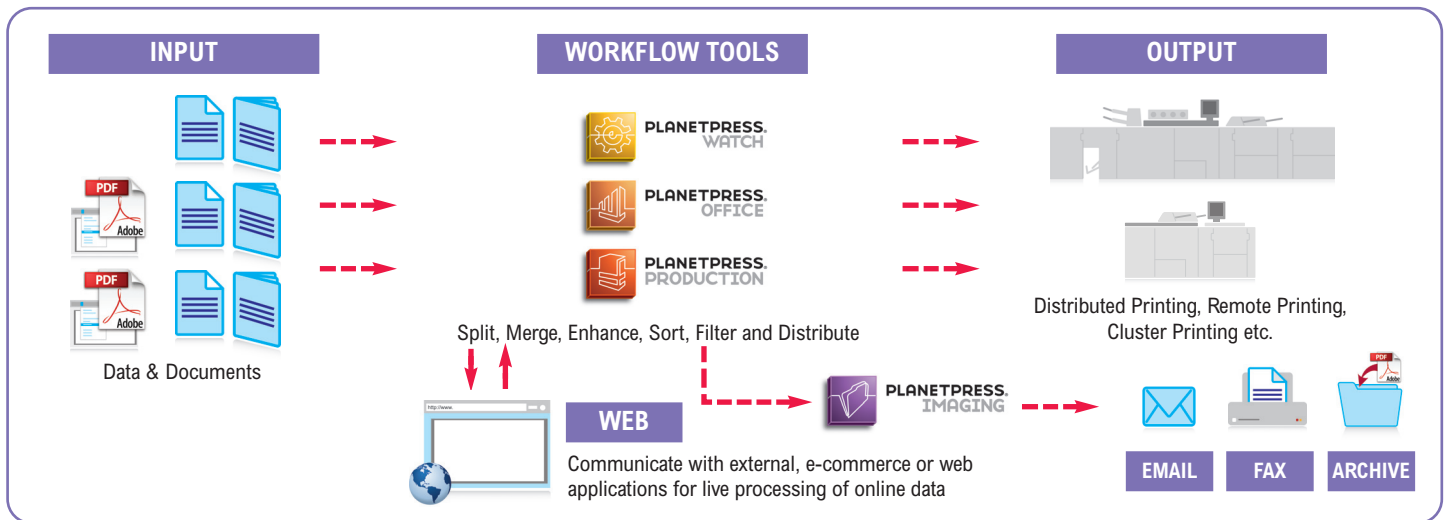 INPUT
WORKFLOW TOOLS
OUTPUT
PLANETPRESS.
WATCH
PDF
Adobe
PLANETPRESS.
OFFICE
PDF
Adobe
PLANETPRESS.
PRODUCTION
Data & Documents
Split, Merge, Enhance, Sort, Filter and Distribute
Distributed Printing, Remote Printing,
Cluster Printing etc.
http://www.
WEB
Communicate with external, e-commerce or web
applications for live processing of online data
PLANETPRESS.
IMAGING
PDF
Adobe
EMAIL
FAX
ARCHIVE